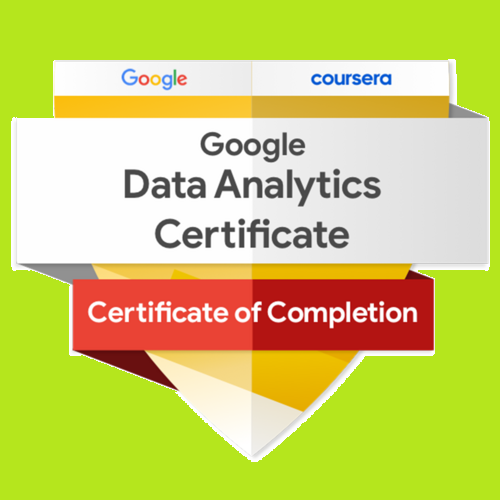 Google coursera
Google
Data Analytics
Certificate
Certificate of Completion